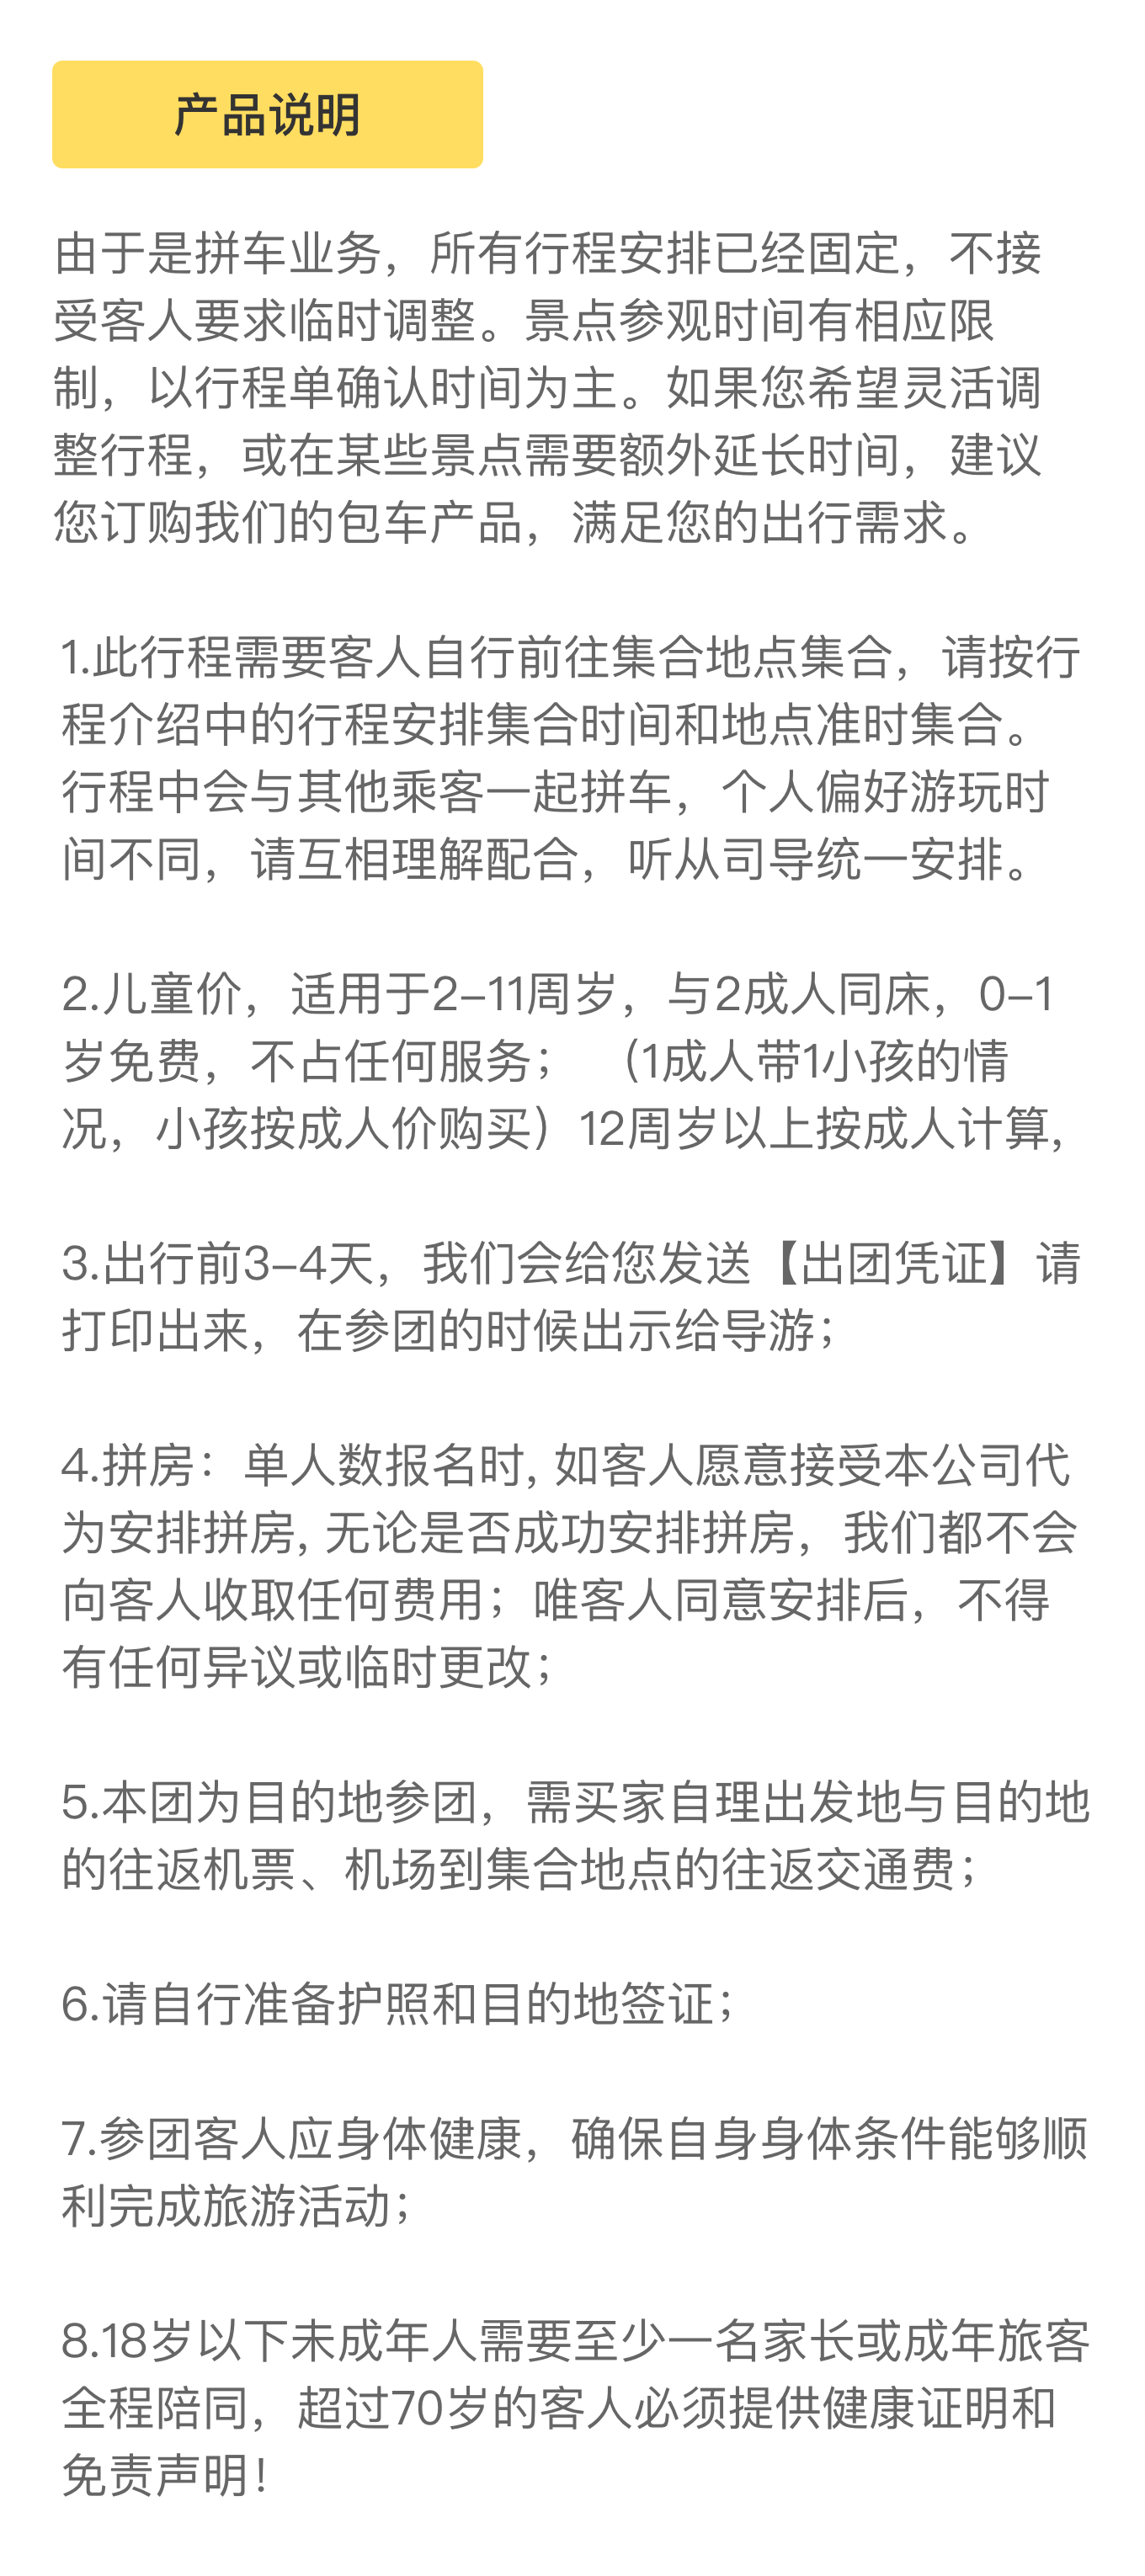 产品说明
由于是拼车业务，所有行程安排已经固定，不接
受客人要求临时调整。景点参观时间有相应限
制，以行程单确认时间为主。如果您希望灵活调
整行程，或在某些景点需要额外延长时间，建议
您订购我们的包车产品，满足您的出行需求。
1.此行程需要客人自行前往集合地点集合，请按行
程介绍中的行程安排集合时间和地点准时集合。
行程中会与其他乘客一起拼车，个人偏好游玩时
间不同，请互相理解配合，听从司导统一安排。
2.儿童价，适用于2-11周岁，与2成人同床，0-1
岁免费，不占任何服务； （1成人带1小孩的情
况，小孩按成人价购买）12周岁以上按成人计算，
3.出行前3-4天，我们会给您发送【出团凭证】请
打印出来，在参团的时候出示给导游；
4.拼房：单人数报名时, 如客人愿意接受本公司代
为安排拼房, 无论是否成功安排拼房，我们都不会
向客人收取任何费用；唯客人同意安排后，不得
有任何异议或临时更改；
5.本团为目的地参团，需买家自理出发地与目的地
的往返机票、机场到集合地点的往返交通费；
6.请自行准备护照和目的地签证；
7.参团客人应身体健康，确保自身身体条件能够顺
利完成旅游活动；
8.18岁以下未成年人需要至少一名家长或成年旅客
全程陪同，超过70岁的客人必须提供健康证明和
免责声明！